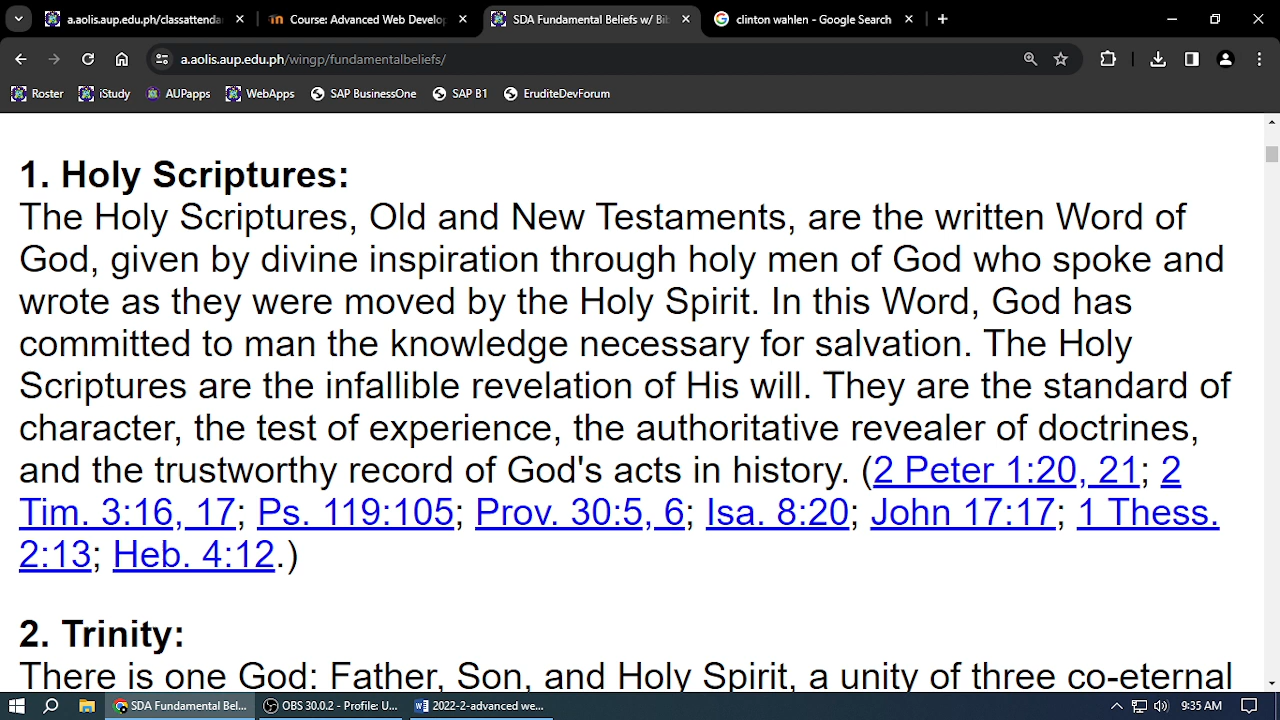 a.aolis.aup.edu.ph/classattenda
Course: Advanced Web Develop
SDA Fundamental Beliefs w/ Bib
clinton wahlen - Google Search
a.aolis.aup.edu.ph/wingp/fundamentalbeliefs/
Roster iStudy AUPapps WebApps SAP BusinessOne SAP B1 EruditeDevForum
1. Holy Scriptures:
The Holy Scriptures, Old and New Testaments, are the written Word of
God, given by divine inspiration through holy men of God who spoke and
wrote as they were moved by the Holy Spirit. In this Word, God has
committed to man the knowledge necessary for salvation. The Holy
Scriptures are the infallible revelation of His will. They are the standard of
character, the test of experience, the authoritative revealer of doctrines,
and the trustworthy record of God's acts in history. (2 Peter 1:20, 21; 2
Tim. 3:16, 17; Ps. 119:105; Prov. 30:5, 6; Isa. 8:20; John 17:17; 1 Thess.
2:13; Heb. 4:12.)
2. Trinity:
There is one God: Father, Son, and Holy Spirit, a unity of three co-eternal
SDA Fundamental Bel... OBS 30.0.2 - Profile: U... 2022-2-advanced we... 9:35 AM